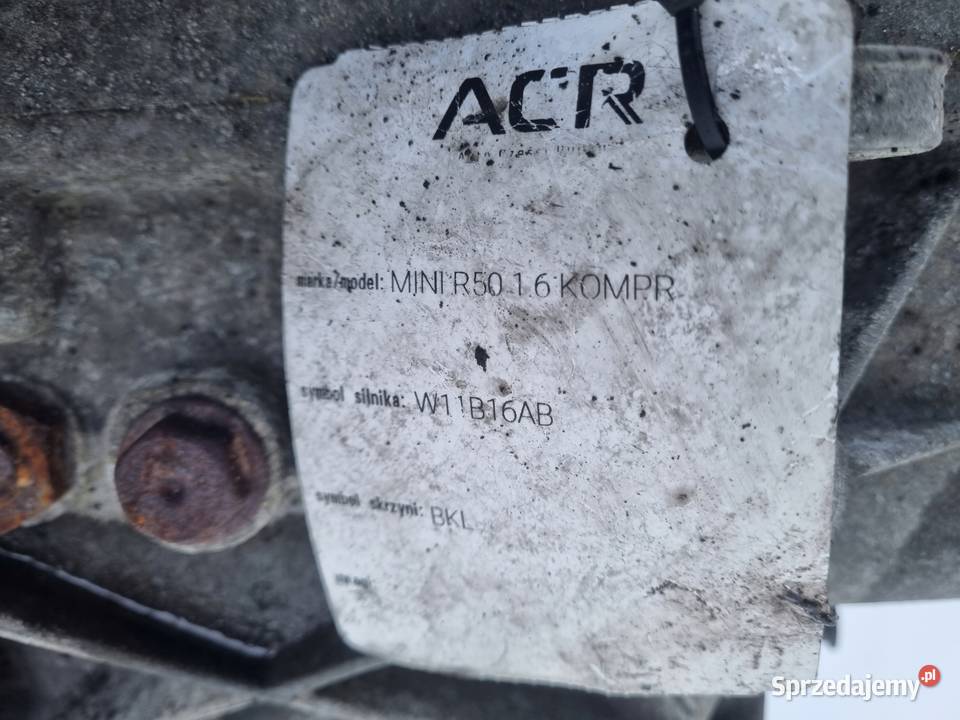 ACR
marka/model: MINI R50 1.6 KOMPR
symbol silnika: W11B16AB
symbol skrzyni: BKL
Sprzedajemy.pl